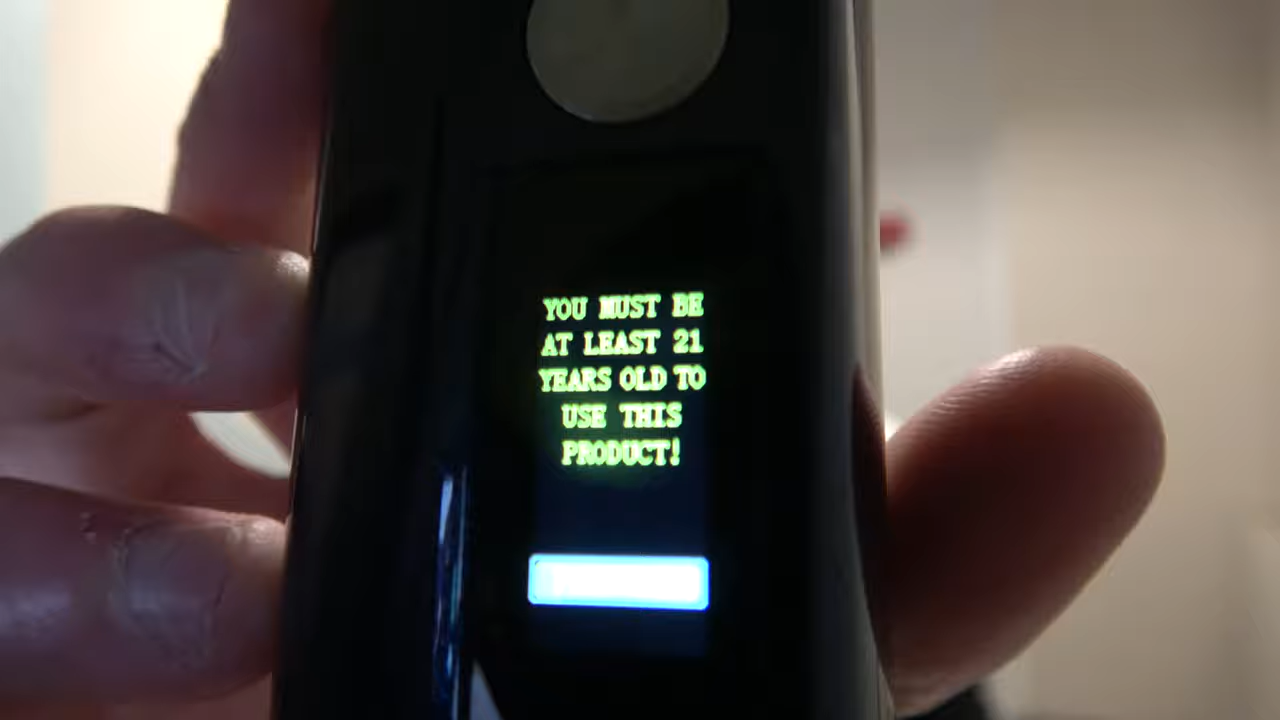 YOU MUST BE
AT LEAST 21
YEARS OLD TO
USE THIS
PRODUCT!